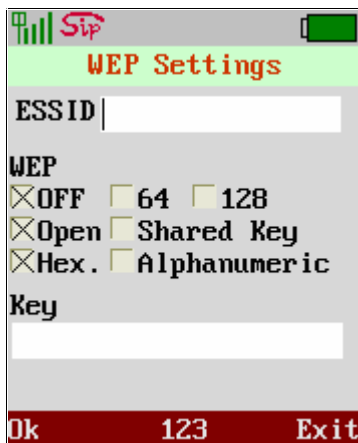 Sip
WEP Settings
ESSID
WEP
OFF 64 128
Open Shared Key
Hex. Alphanumeric
Key
Ok 123 Exit